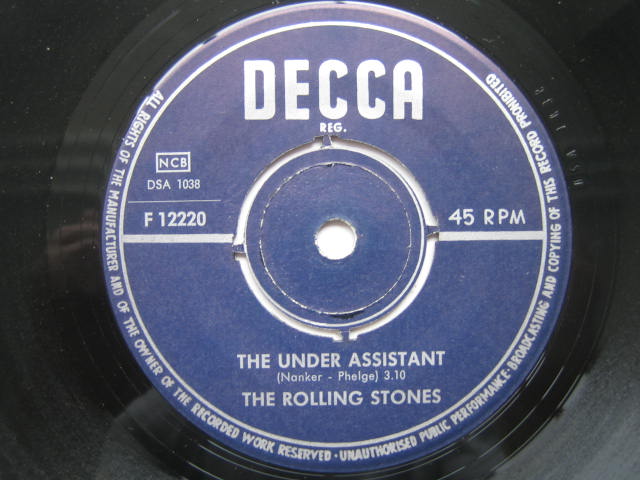 DECCA
REG.
NCB
DSA 1038
F 12220
45 RPM
THE UNDER ASSISTANT
(Nanker - Phelge) 3.10
THE ROLLING STONES
ALL RIGHTS OF THE MANUFACTURER AND OF THE OWNER OF THE RECORDED WORK RESERVED · UNAUTHORISED PUBLIC PERFORMANCE · BROADCASTING AND COPYING OF THIS RECORD PROHIBITED